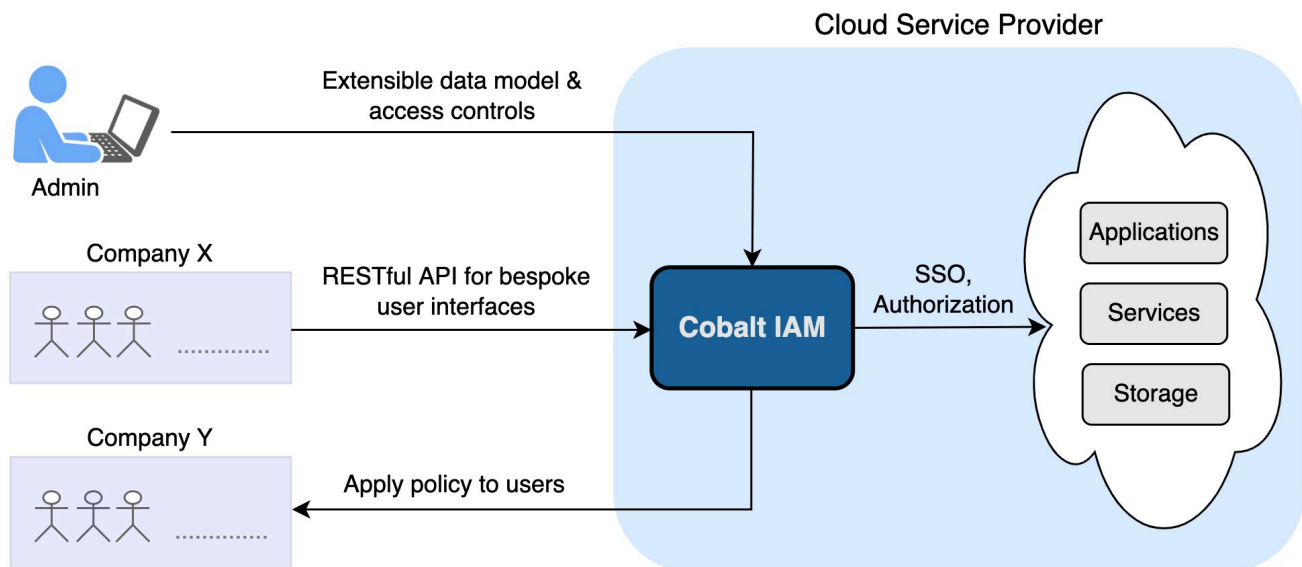 Cloud Service Provider
Extensible data model &
access controls
Admin
Company X
RESTful API for bespoke
user interfaces
Cobalt IAM
SSO,
Authorization
Applications
Services
Storage
Company Y
Apply policy to users